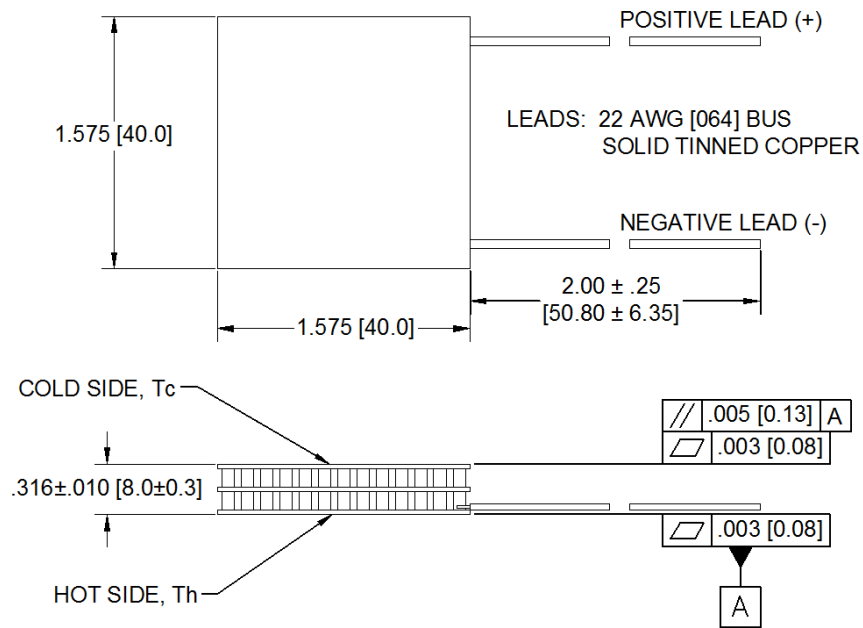 POSITIVE LEAD (+)
1.575 [40.0]
LEADS: 22 AWG [064] BUS
SOLID TINNED COPPER
NEGATIVE LEAD (-)
2.00 ± .25
[50.80 ± 6.35]
1.575 [40.0]
COLD SIDE, Tc
// .005 [0.13] A
.003 [0.08]
.316±.010 [8.0±0.3]
.003 [0.08]
HOT SIDE, Th
A